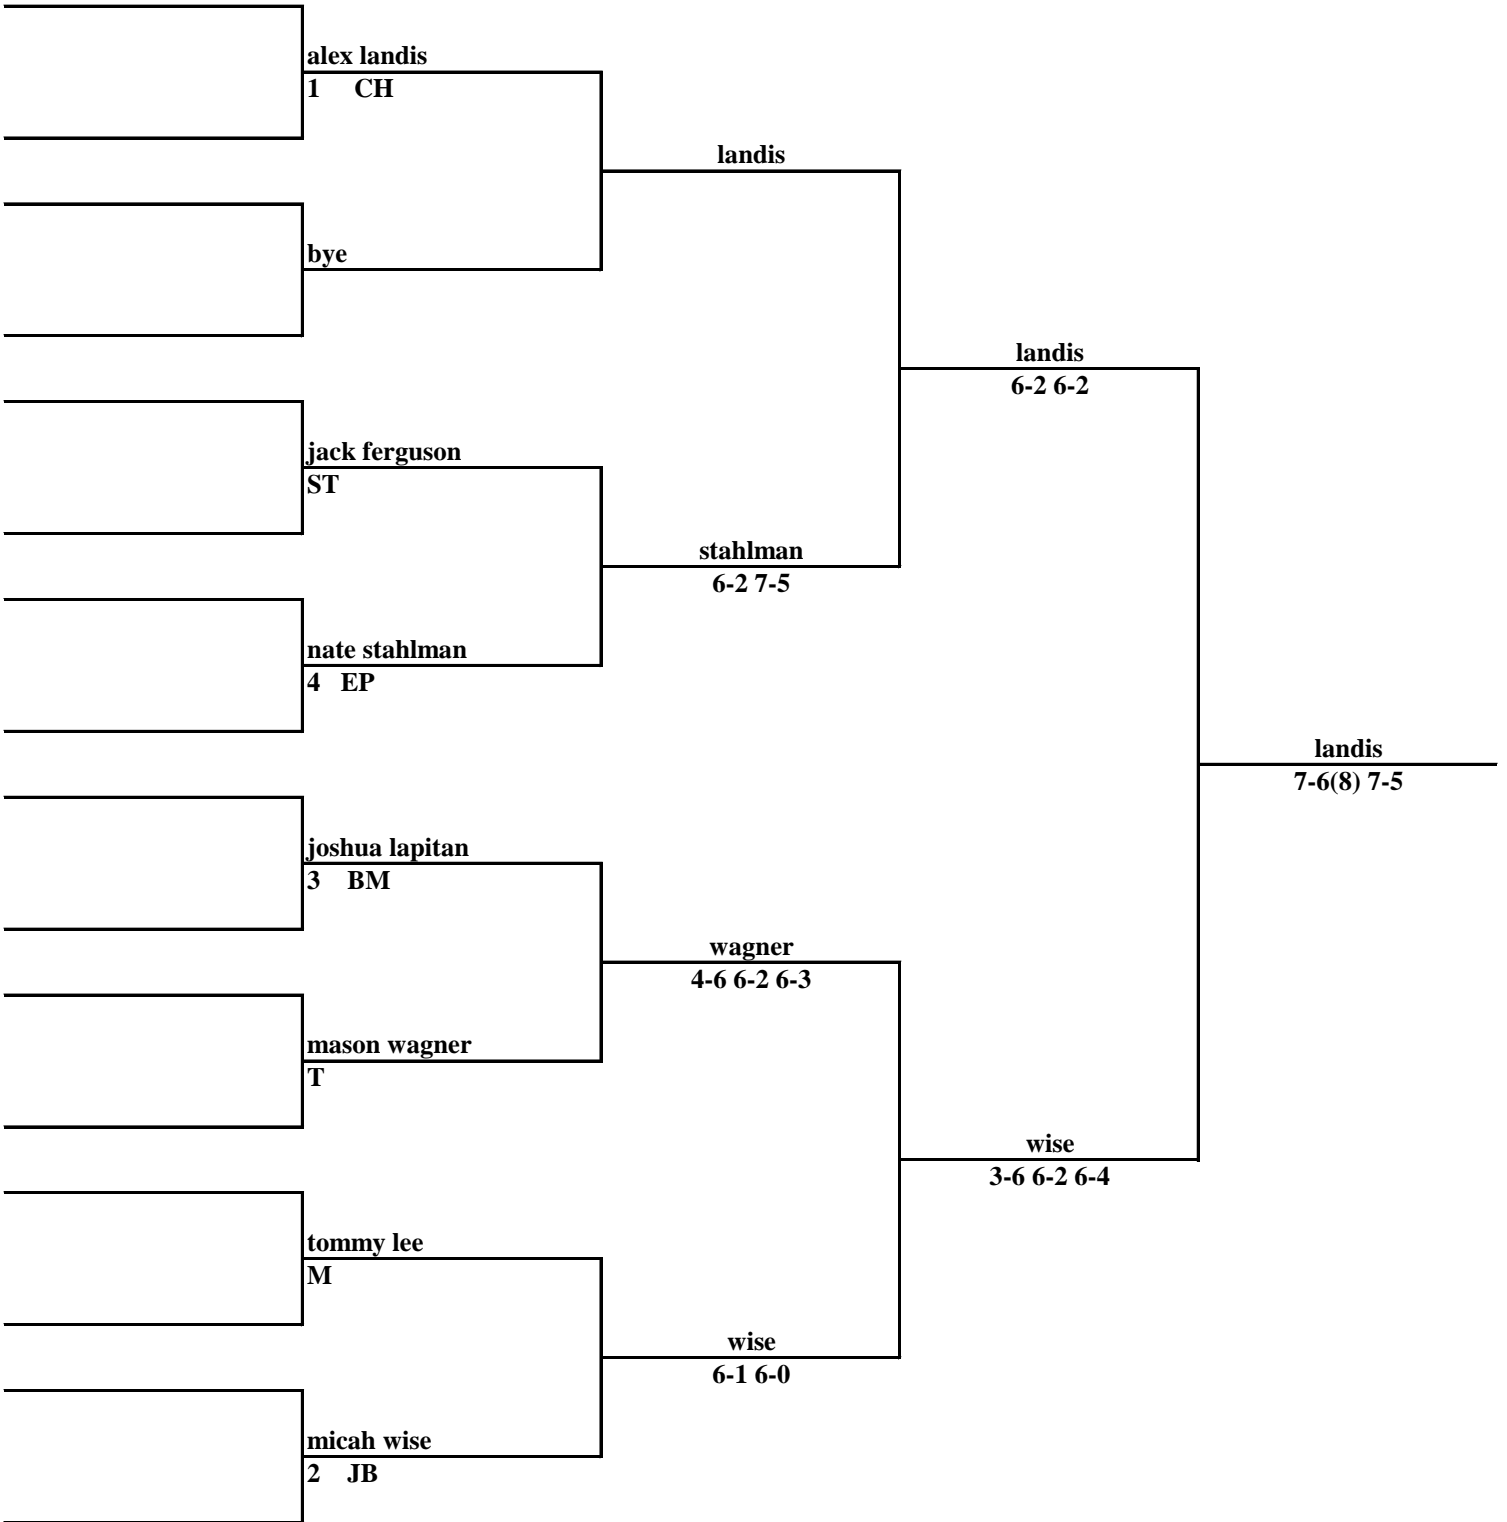 alex landis
1 CH
landis
bye
landis
6-2 6-2
jack ferguson
ST
stahlman
6-2 7-5
nate stahlman
4 EP
landis
7-6(8) 7-5
joshua lapitan
3 BM
wagner
4-6 6-2 6-3
mason wagner
T
wise
3-6 6-2 6-4
tommy lee
M
wise
6-1 6-0
micah wise
2 JB